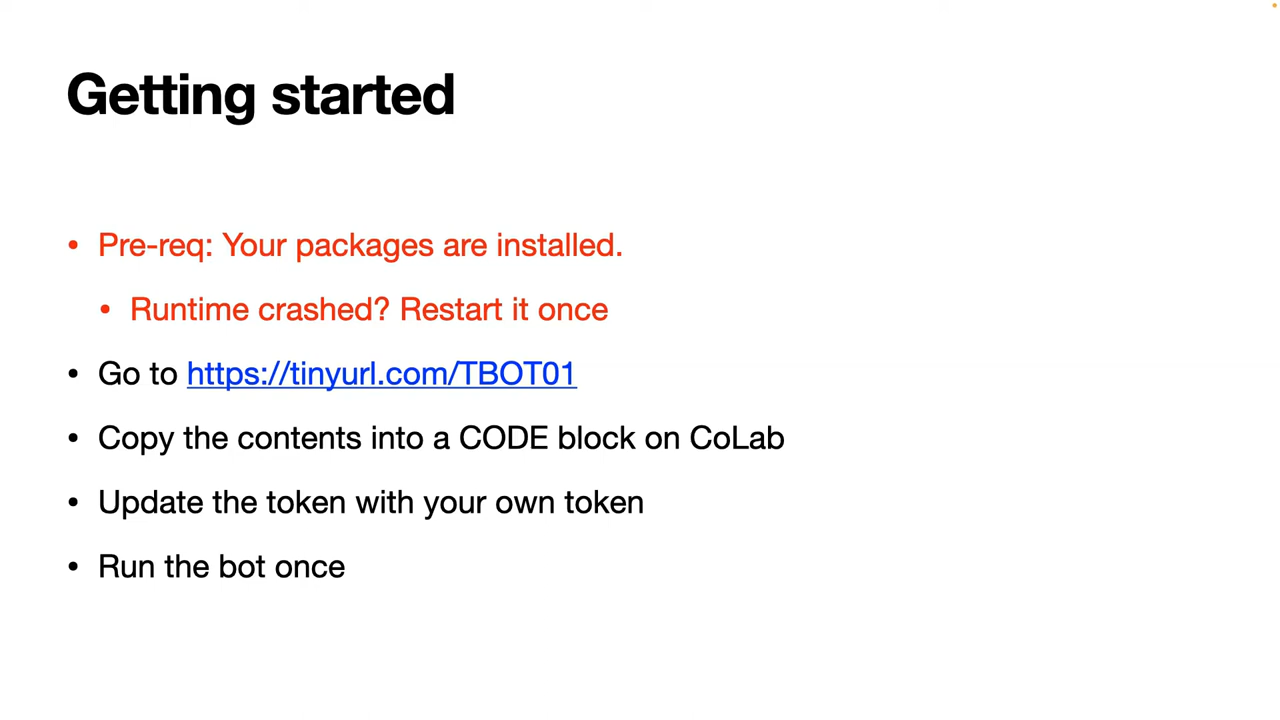 Getting started
• Pre-req: Your packages are installed.
• Runtime crashed? Restart it once
• Go to https://tinyurl.com/TBOT01
• Copy the contents into a CODE block on CoLab
• Update the token with your own token
• Run the bot once